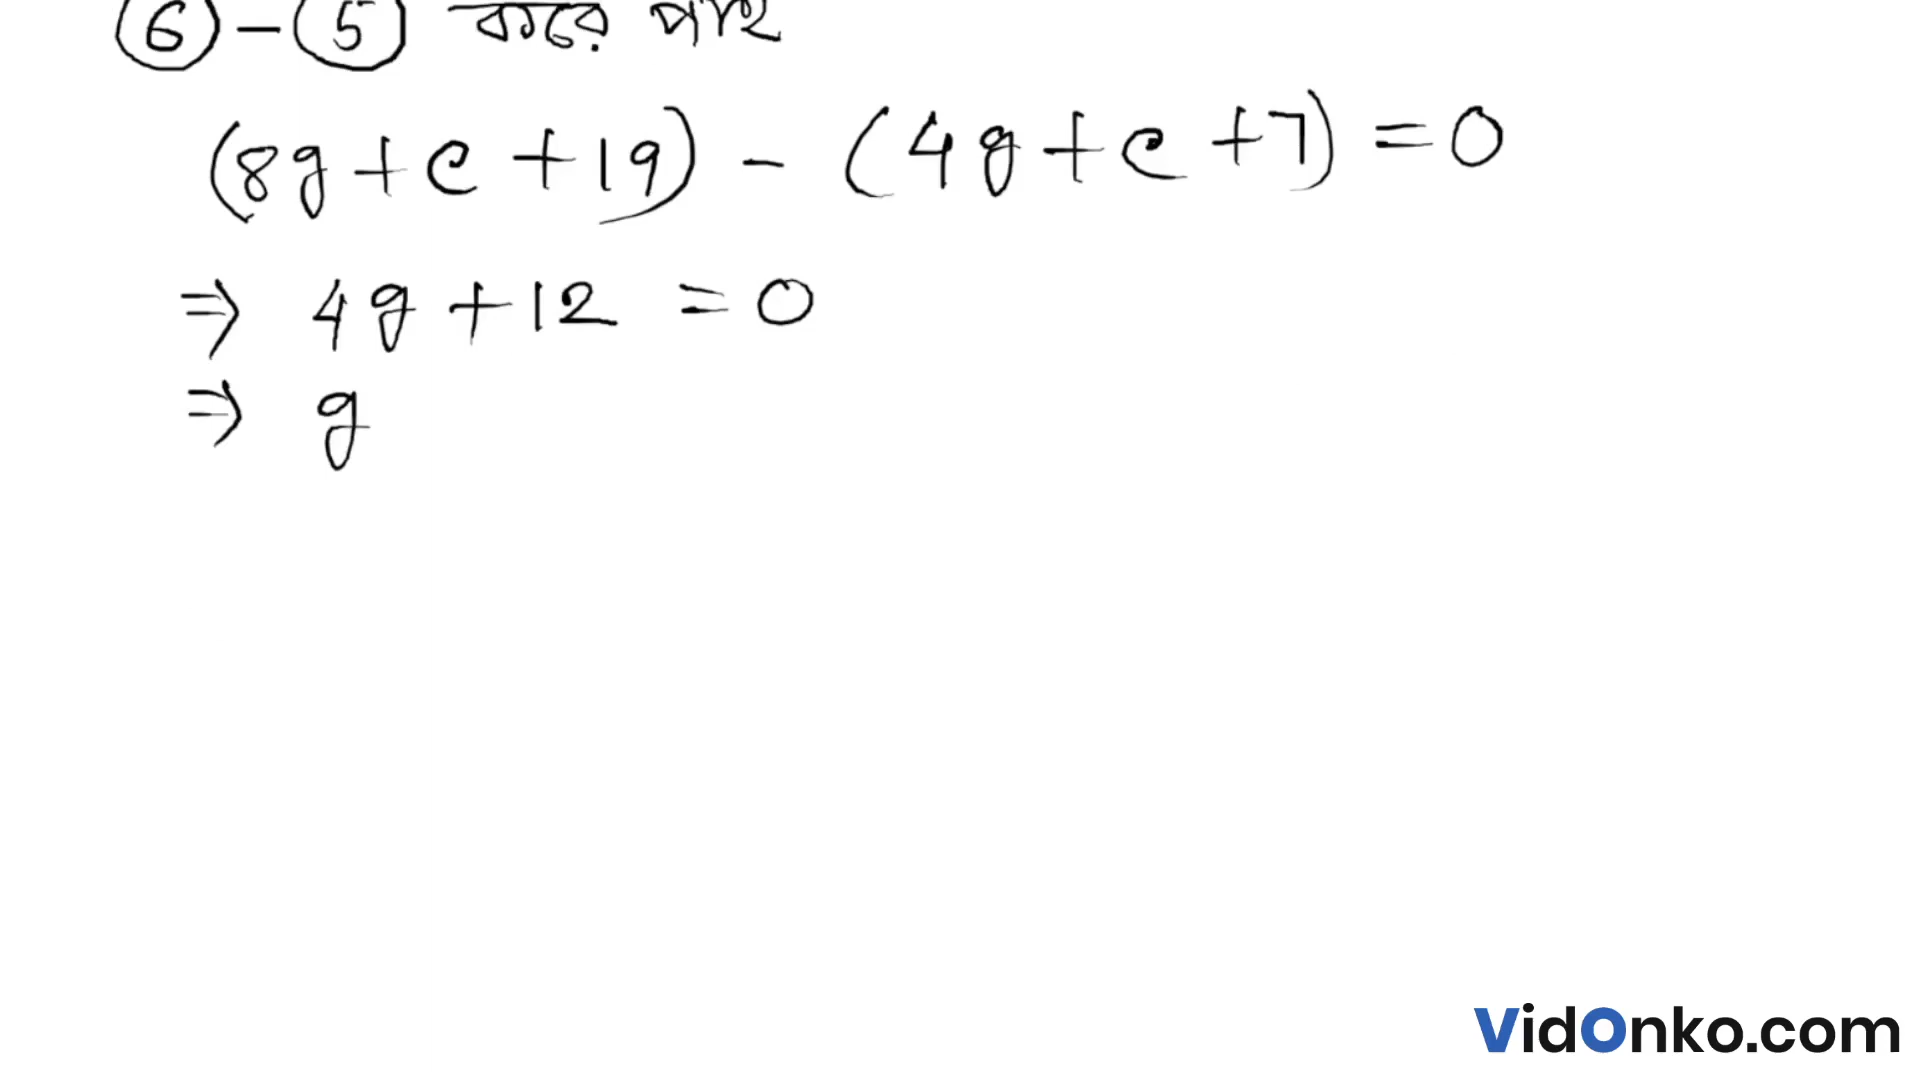 ⑥ - ⑤ করে পাই
(8g + c + 19) - (4g + c + 7) = 0
⇒ 4g + 12 = 0
⇒ g
VidOnko.com